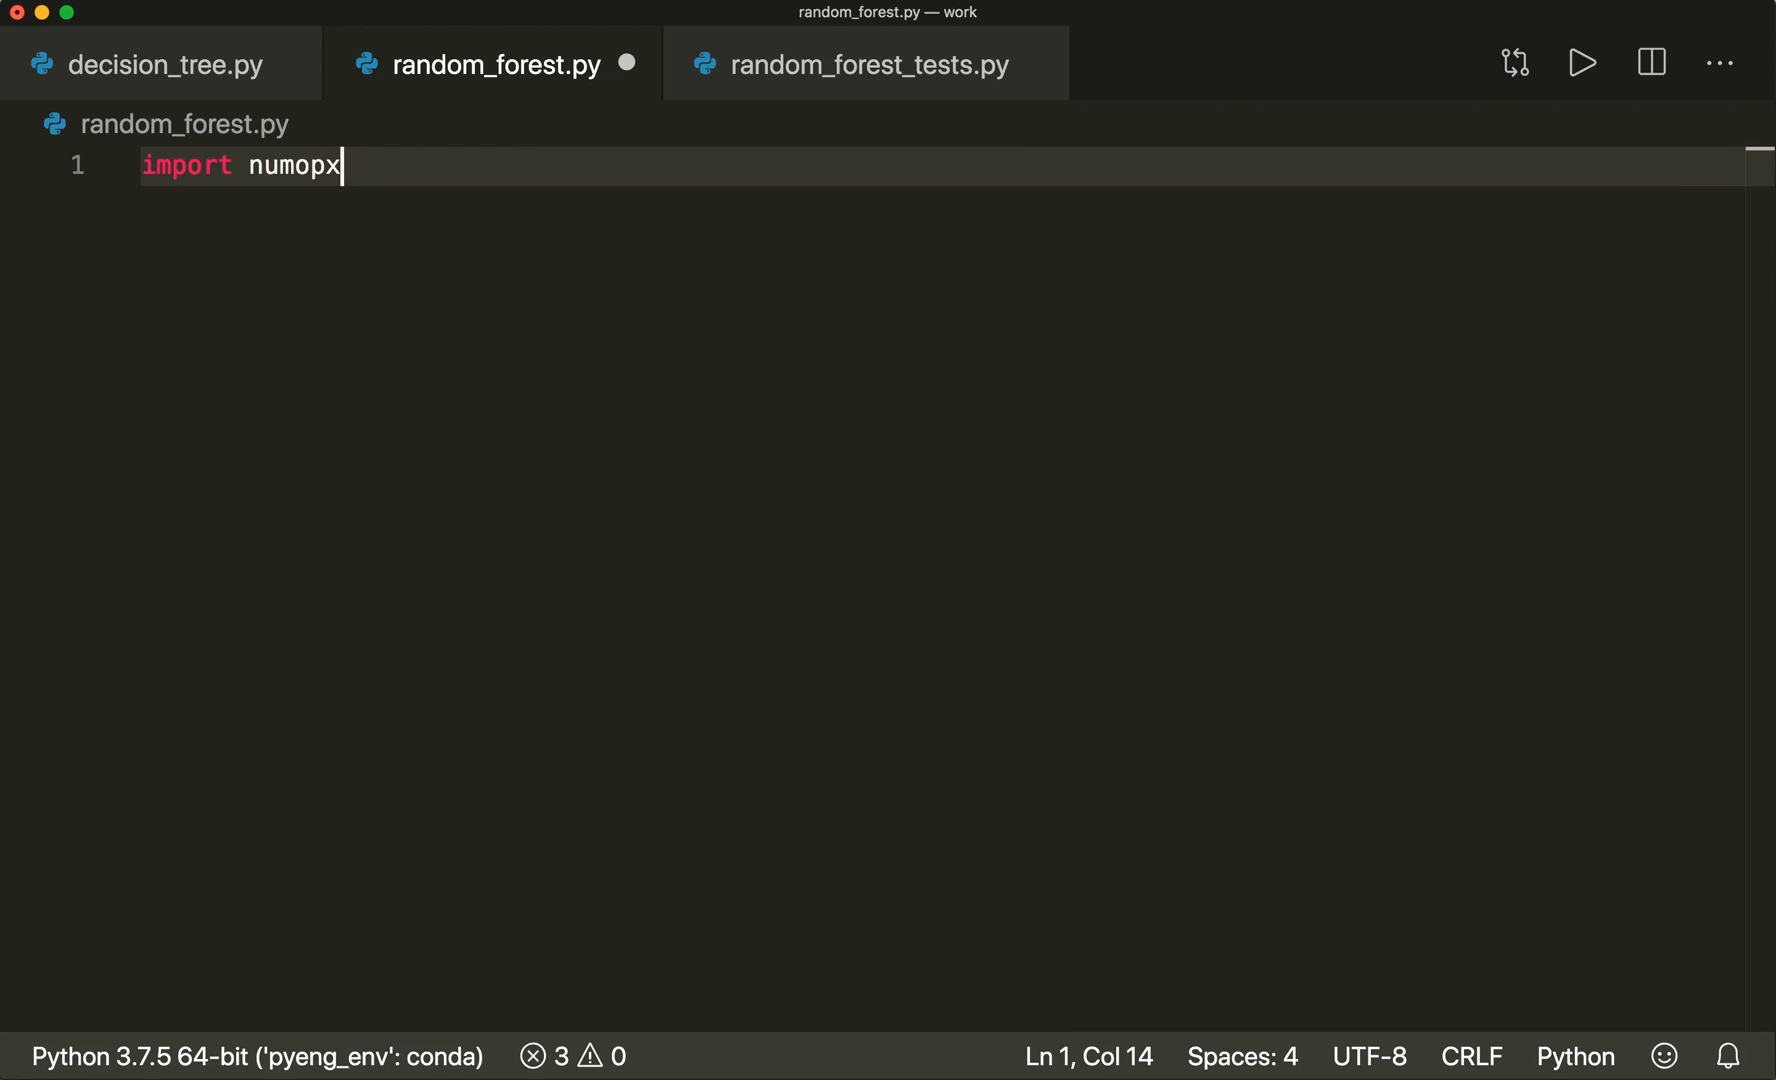 random_forest.py — work
decision_tree.py random_forest.py random_forest_tests.py
random_forest.py
1 import numopx
Python 3.7.5 64-bit ('pyeng_env': conda) 3 0 Ln 1, Col 14 Spaces: 4 UTF-8 CRLF Python